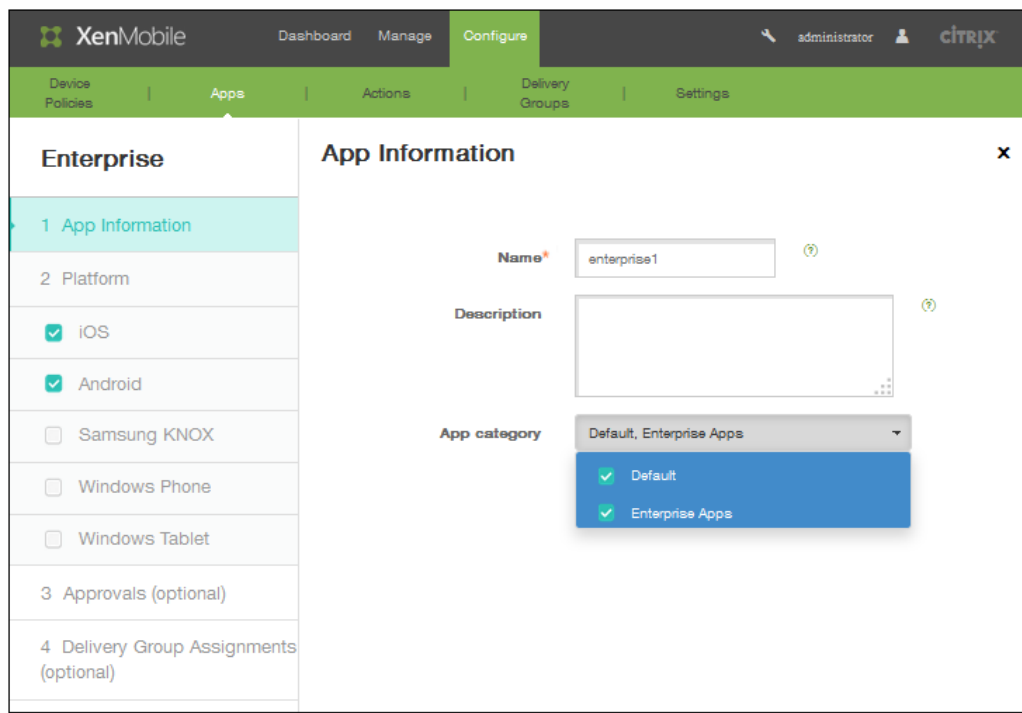 XenMobile
Dashboard Manage Configure
administrator
CİTRIX
Device Policies | Apps | Actions | Delivery Groups | Settings
Enterprise
1 App Information
2 Platform
iOS
Android
Samsung KNOX
Windows Phone
Windows Tablet
3 Approvals (optional)
4 Delivery Group Assignments
(optional)
App Information
x
Name* enterprise1 ?
Description ?
App category Default, Enterprise Apps
Default
Enterprise Apps